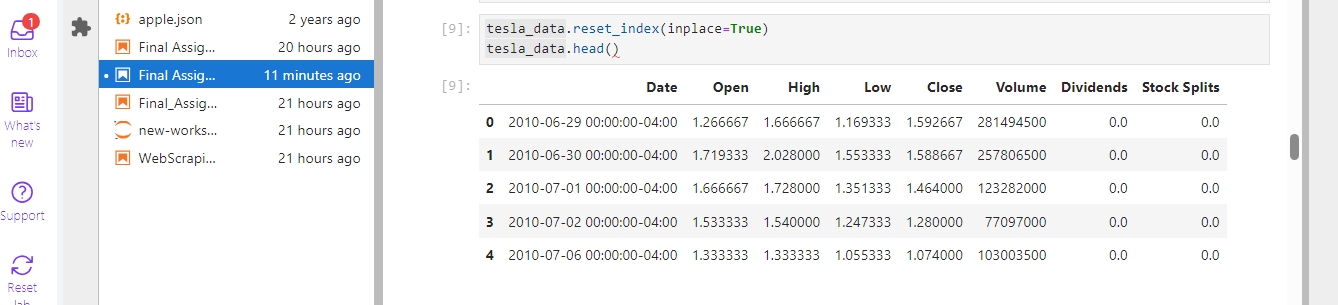 1
Inbox
What's
new
Support
Reset
apple.json 2 years ago
Final Assig... 20 hours ago
Final Assig... 11 minutes ago
Final_Assig... 21 hours ago
new-works... 21 hours ago
WebScrapi... 21 hours ago
[9]: tesla_data.reset_index(inplace=True)
tesla_data.head()
[9]:
Date Open High Low Close Volume Dividends Stock Splits
0 2010-06-29 00:00:00-04:00 1.266667 1.666667 1.169333 1.592667 281494500 0.0 0.0
1 2010-06-30 00:00:00-04:00 1.719333 2.028000 1.553333 1.588667 257806500 0.0 0.0
2 2010-07-01 00:00:00-04:00 1.666667 1.728000 1.351333 1.464000 123282000 0.0 0.0
3 2010-07-02 00:00:00-04:00 1.533333 1.540000 1.247333 1.280000 77097000 0.0 0.0
4 2010-07-06 00:00:00-04:00 1.333333 1.333333 1.055333 1.074000 103003500 0.0 0.0